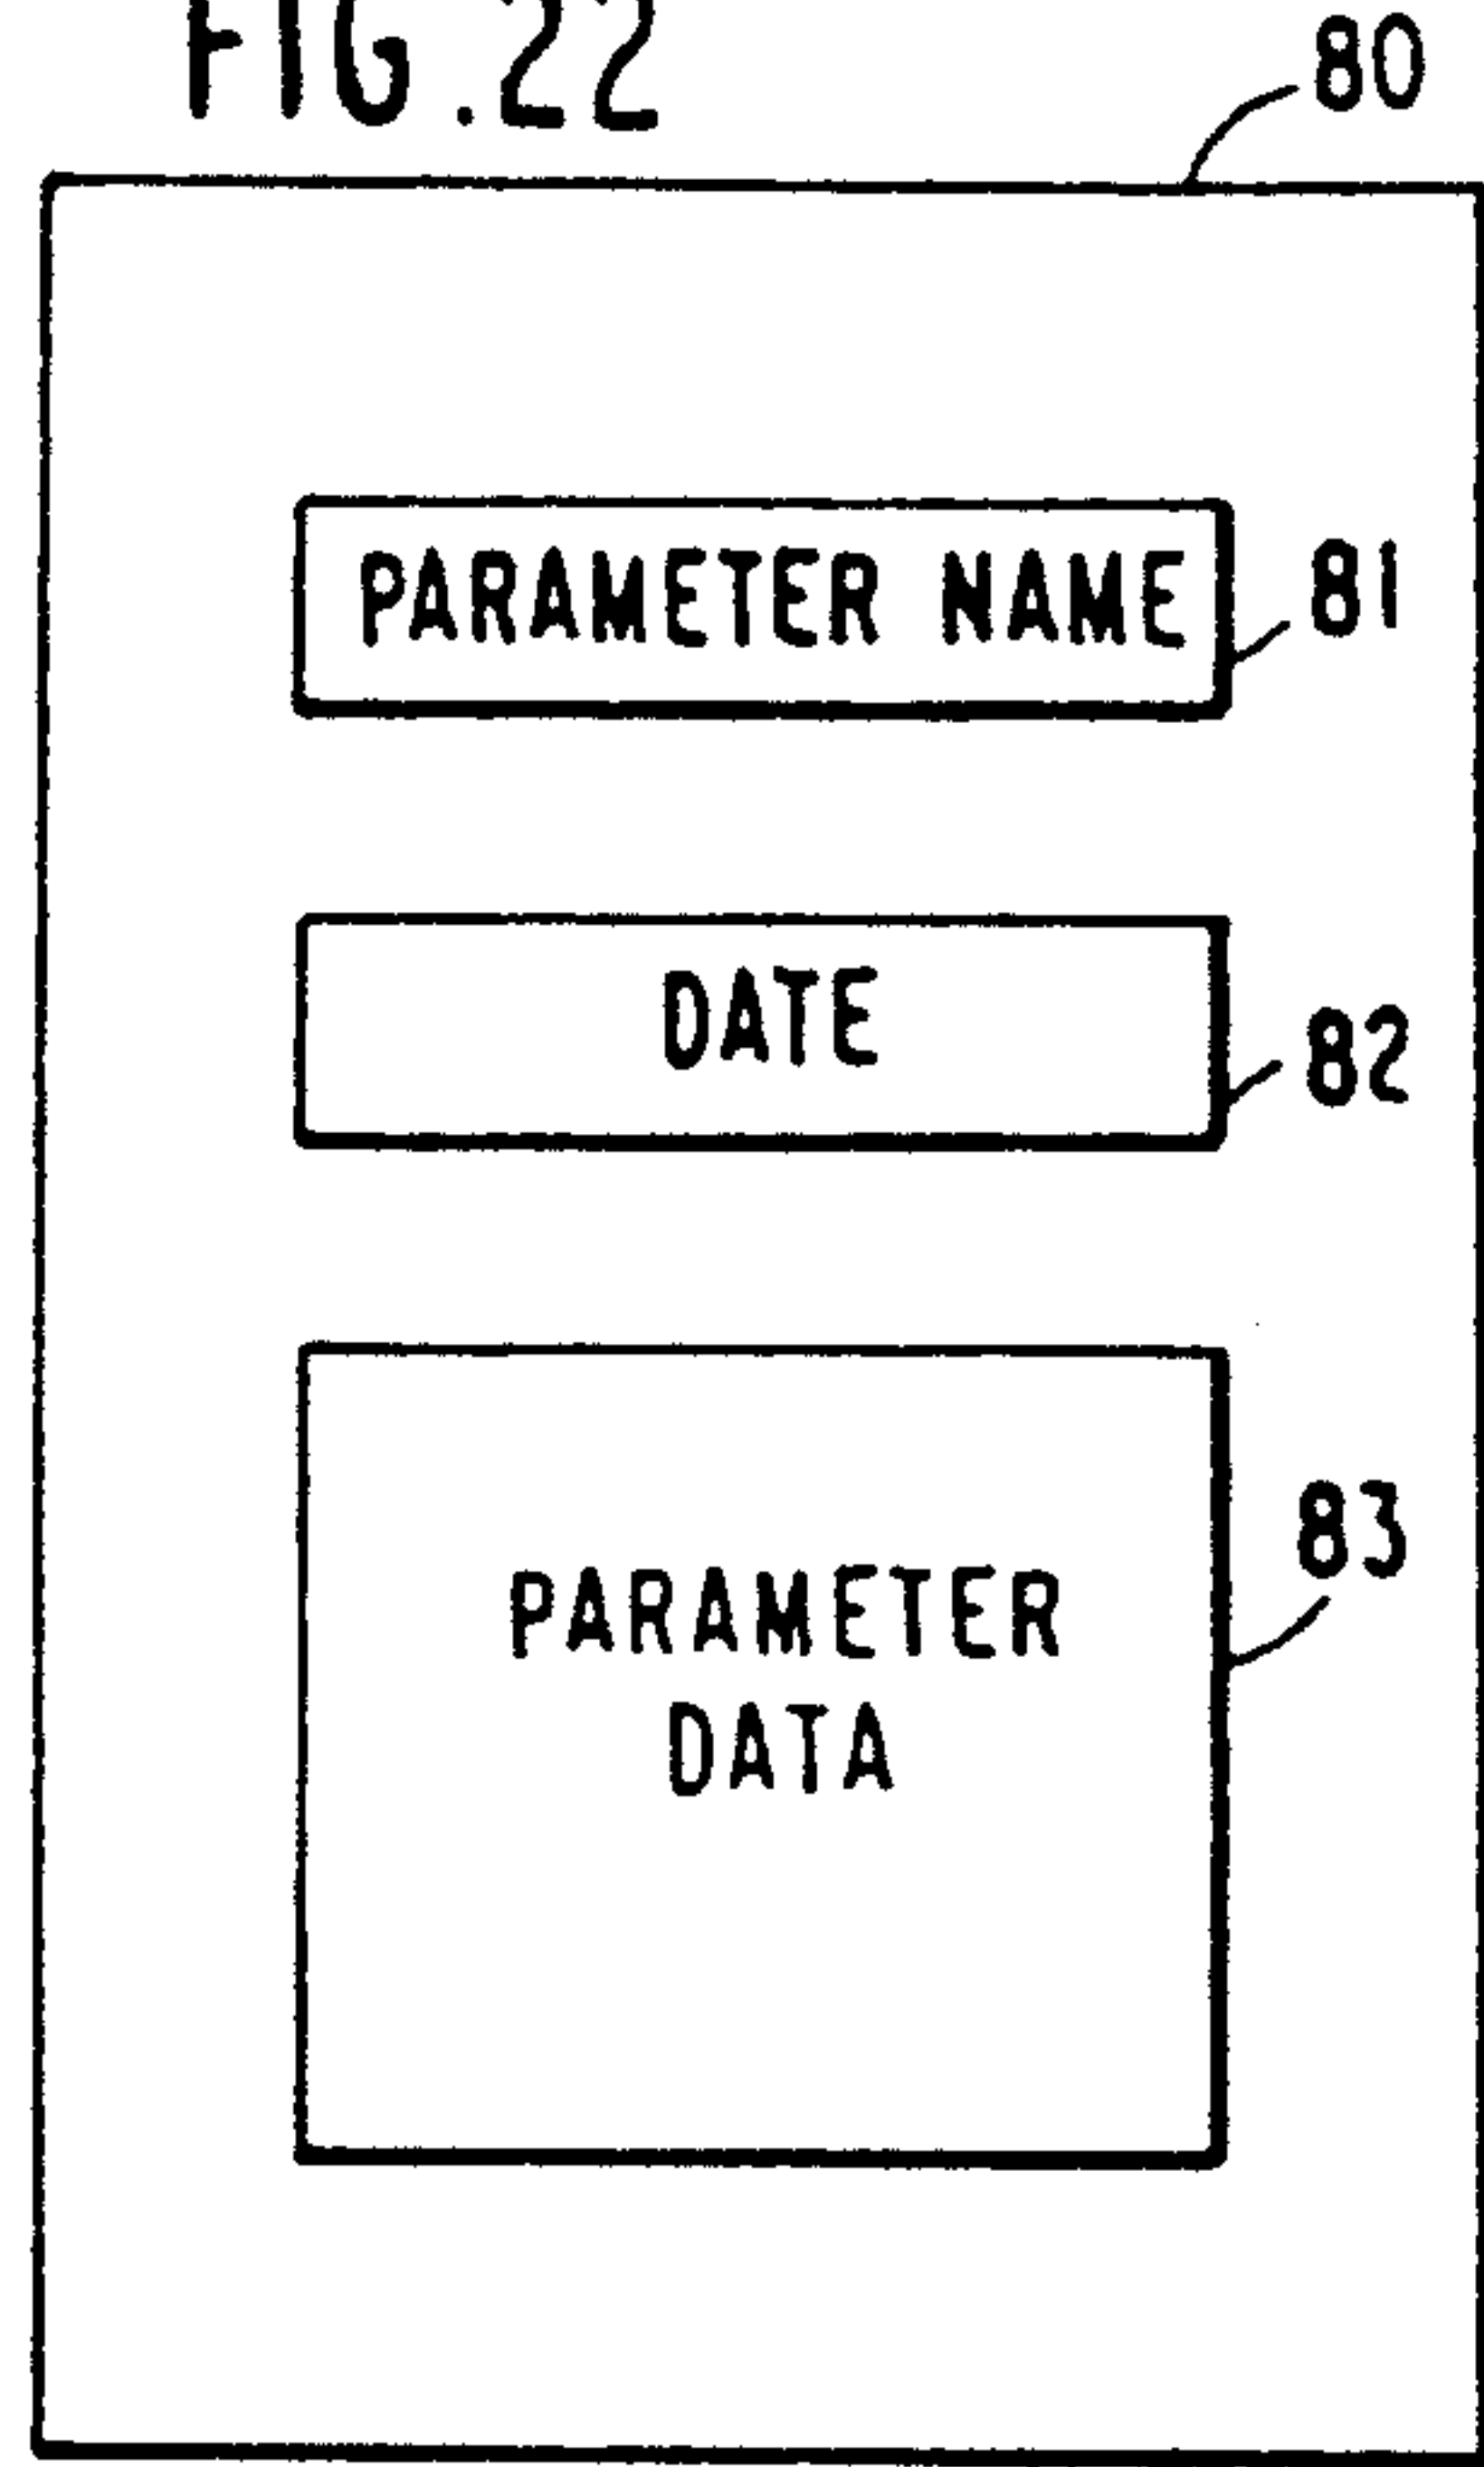 FIG.22
80
PARAMETER NAME
81
DATE
82
83
PARAMETER
DATA